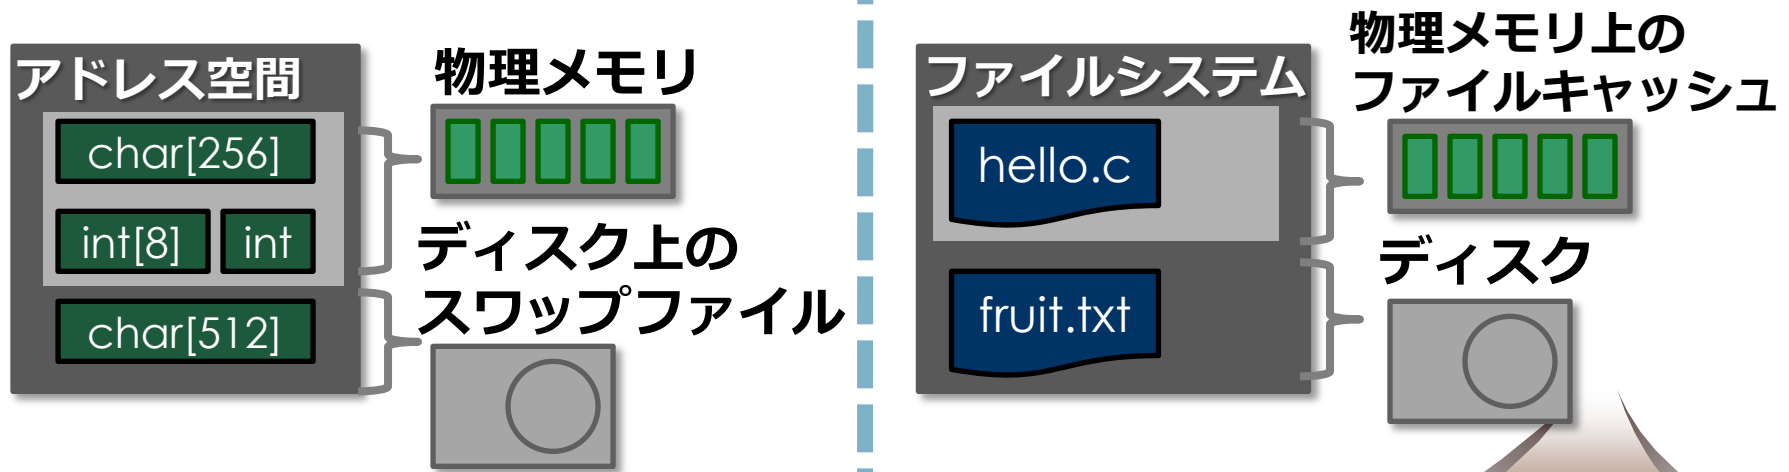 アドレス空間
char[256]
int[8]
int
char[512]
物理メモリ
ディスク上の
スワップファイル
ファイルシステム
hello.c
fruit.txt
物理メモリ上の
ファイルキャッシュ
ディスク